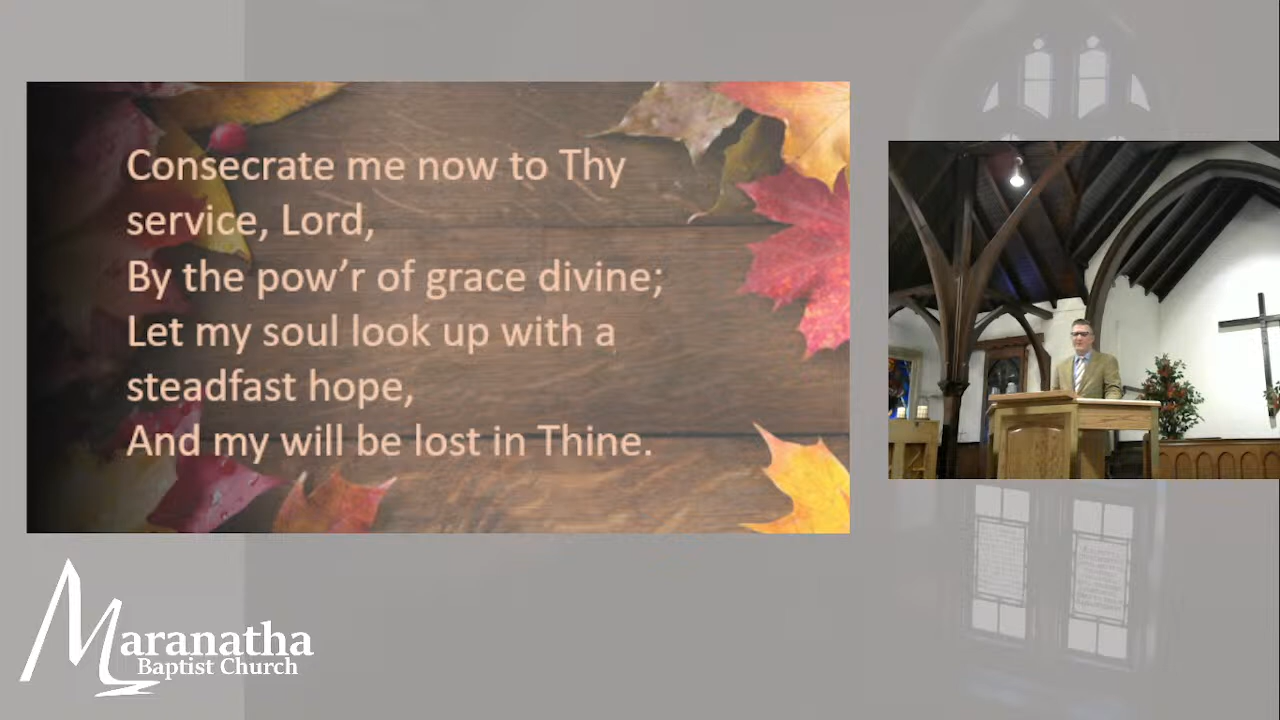 Consecrate me now to Thy
service, Lord,
By the pow’r of grace divine;
Let my soul look up with a
steadfast hope,
And my will be lost in Thine.
Maranatha
Baptist Church